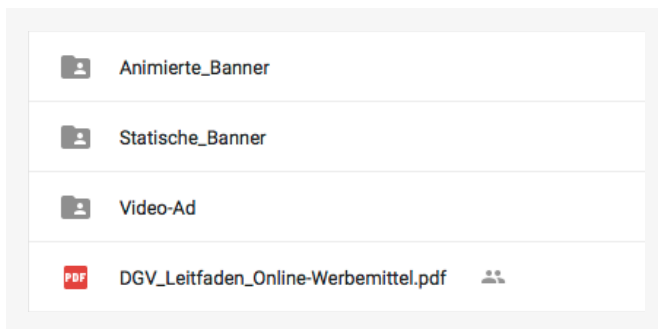 Animierte_Banner
Statische_Banner
Video-Ad
PDF DGV_Leitfaden_Online-Werbemittel.pdf